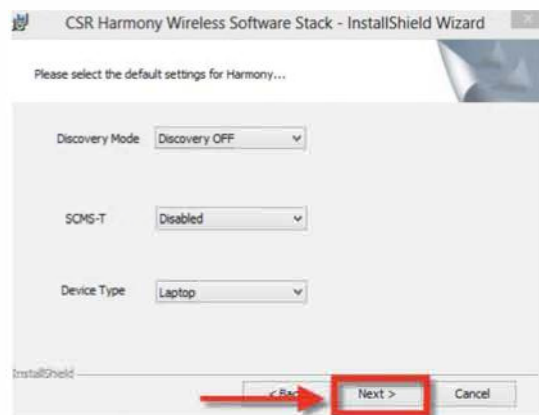 CSR Harmony Wireless Software Stack - InstallShield Wizard
Please select the default settings for Harmony...
Discovery Mode Discovery OFF
SCMS-T Disabled
Device Type Laptop
InstallShield
Next > Cancel